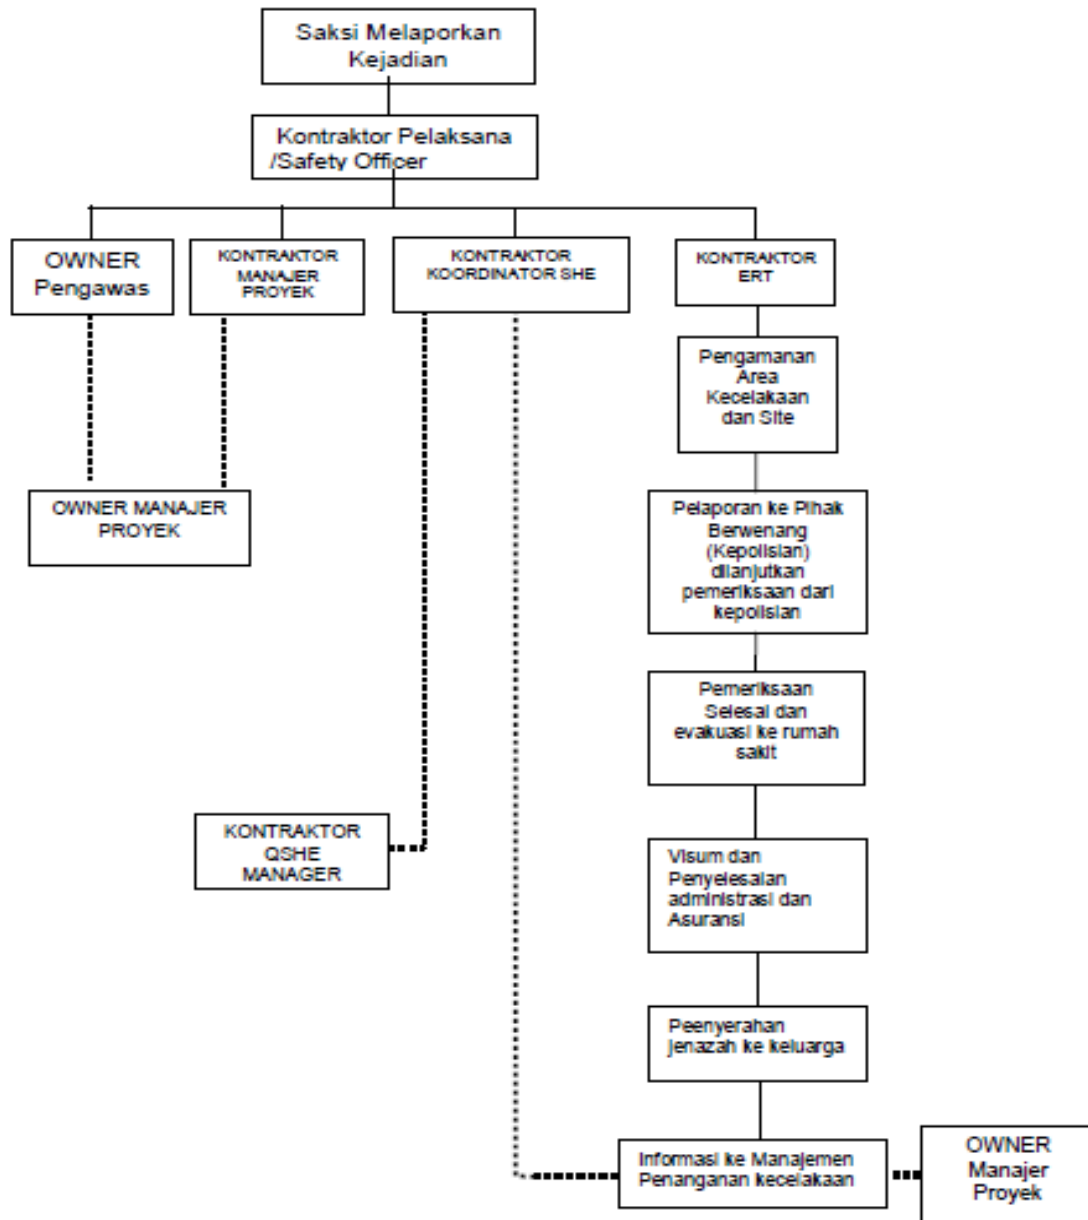 Saksi Melaporkan
Kejadian
Kontraktor Pelaksana
/Safety Officer
OWNER
Pengawas
KONTRAKTOR
MANAJER
PROYEK
KONTRAKTOR
KOORDINATOR SHE
KONTRAKTOR
ERT
Pengamanan
Area
Kecelakaan
dan Site
OWNER MANAJER
PROYEK
Pelaporan ke Pihak
Berwenang
(Kepolisian)
dilanjutkan
pemeriksaan dari
kepolisian
Pemeriksaan
Selesai dan
evakuasi ke rumah
sakit
KONTRAKTOR
QSHE
MANAGER
Visum dan
Penyelesaian
administrasi dan
Asuransi
Peenyerahan
jenazah ke keluarga
Informasi ke Manajemen
Penanganan kecelakaan
OWNER
Manajer
Proyek